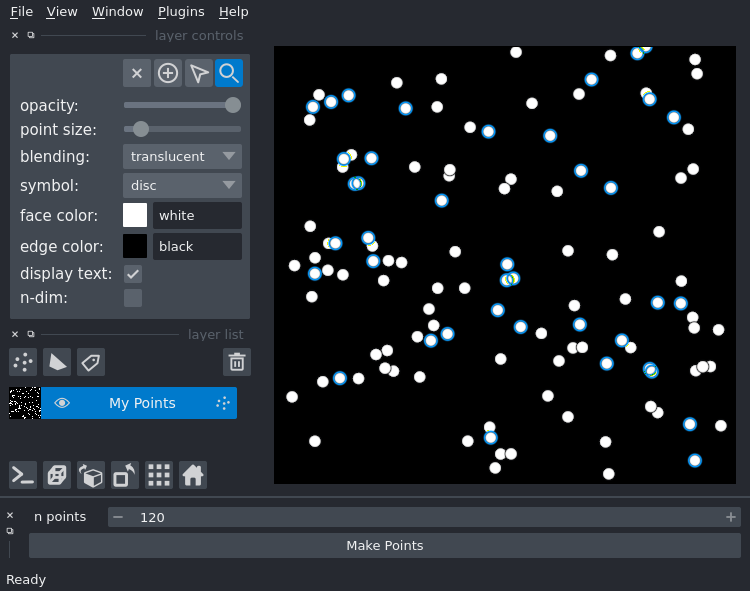 File View Window Plugins Help
layer controls
opacity:
point size:
blending: translucent
symbol: disc
face color: white
edge color: black
display text:
n-dim:
layer list
My Points
n points 120
Make Points
Ready